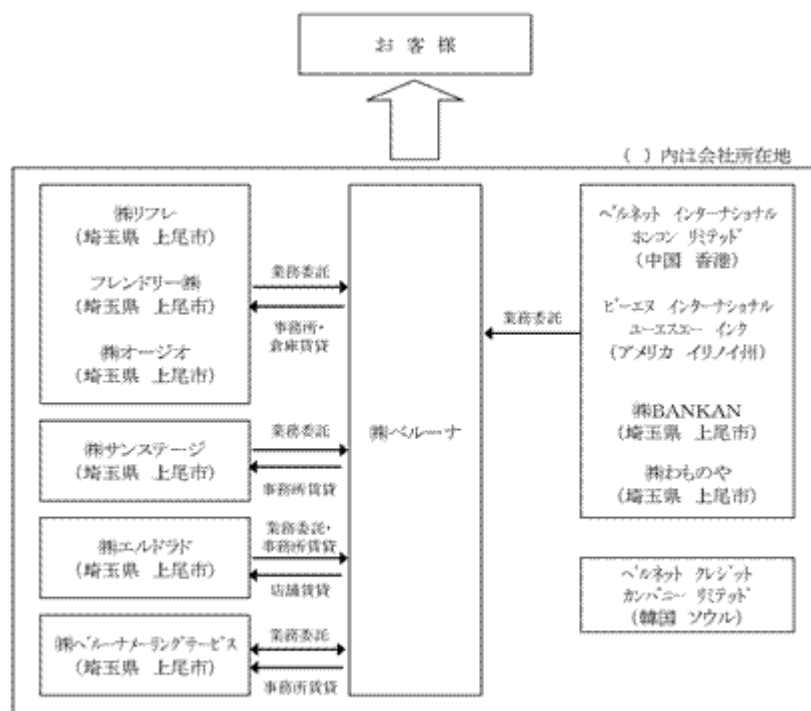 お 客 様
( ) 内は会社所在地
㈱リフレ
(埼玉県 上尾市)
フレンドリー㈱
(埼玉県 上尾市)
㈱オージオ
(埼玉県 上尾市)
業務委託
事務所・
倉庫賃貸
㈱サンステージ
(埼玉県 上尾市)
業務委託
事務所賃貸
㈱エルドラド
(埼玉県 上尾市)
業務委託・
事務所賃貸
店舗賃貸
㈱ベルーナメーリングサービス
(埼玉県 上尾市)
業務委託
事務所賃貸
㈱ベルーナ
業務委託
ベルネット インターナショナル
ホンコン リミテッド
(中国 香港)
ビーエヌ インターナショナル
ユーエスエー インク
(アメリカ イリノイ州)
㈱BANKAN
(埼玉県 上尾市)
㈱わものや
(埼玉県 上尾市)
ベルネット クレジット
カンパニー リミテッド
(韓国 ソウル)